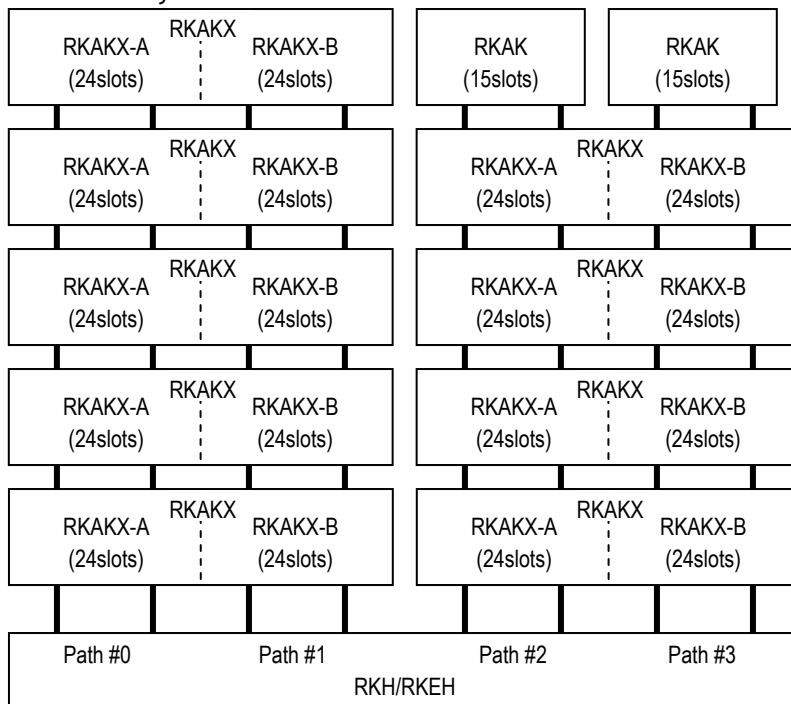 RKAKX
RKAKX-A
RKAKX-B
(24slots)
(24slots)
RKAK
(15slots)
RKAK
(15slots)
RKAKX
RKAKX-A
RKAKX-B
(24slots)
(24slots)
RKAKX
RKAKX-A
RKAKX-B
(24slots)
(24slots)
RKAKX
RKAKX-A
RKAKX-B
(24slots)
(24slots)
RKAKX
RKAKX-A
RKAKX-B
(24slots)
(24slots)
RKAKX
RKAKX-A
RKAKX-B
(24slots)
(24slots)
RKAKX
RKAKX-A
RKAKX-B
(24slots)
(24slots)
RKAKX
RKAKX-A
RKAKX-B
(24slots)
(24slots)
RKAKX
RKAKX-A
RKAKX-B
(24slots)
(24slots)
Path #0
Path #1
Path #2
Path #3
RKH/RKEH